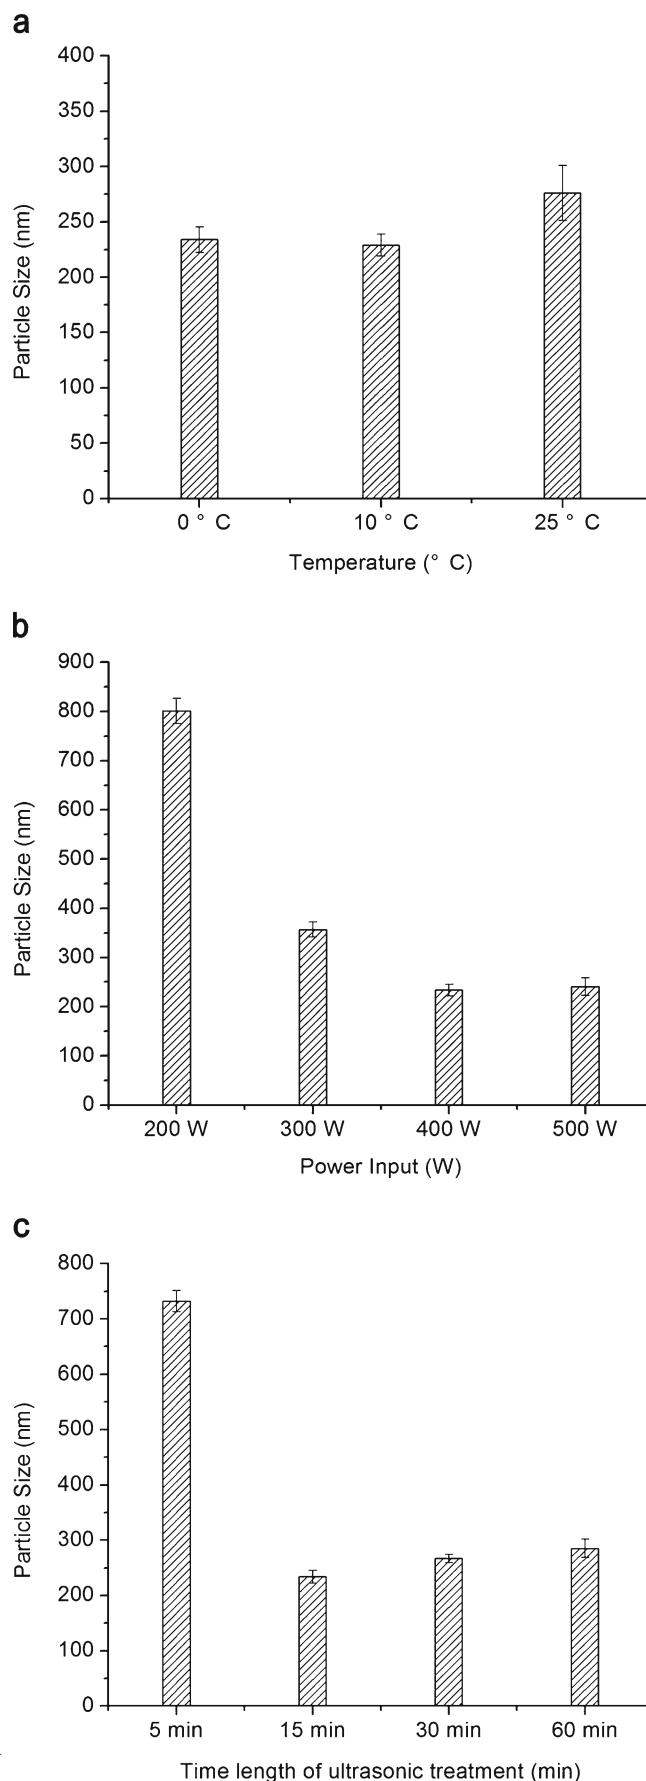 a
400
350
300
250
200
150
100
50
0
Particle Size (nm)
0 ° C 10 ° C 25 ° C
Temperature (° C)
b
900
800
700
600
500
400
300
200
100
0
Particle Size (nm)
200 W 300 W 400 W 500 W
Power Input (W)
c
800
700
600
500
400
300
200
100
0
Particle Size (nm)
5 min 15 min 30 min 60 min
Time length of ultrasonic treatment (min)